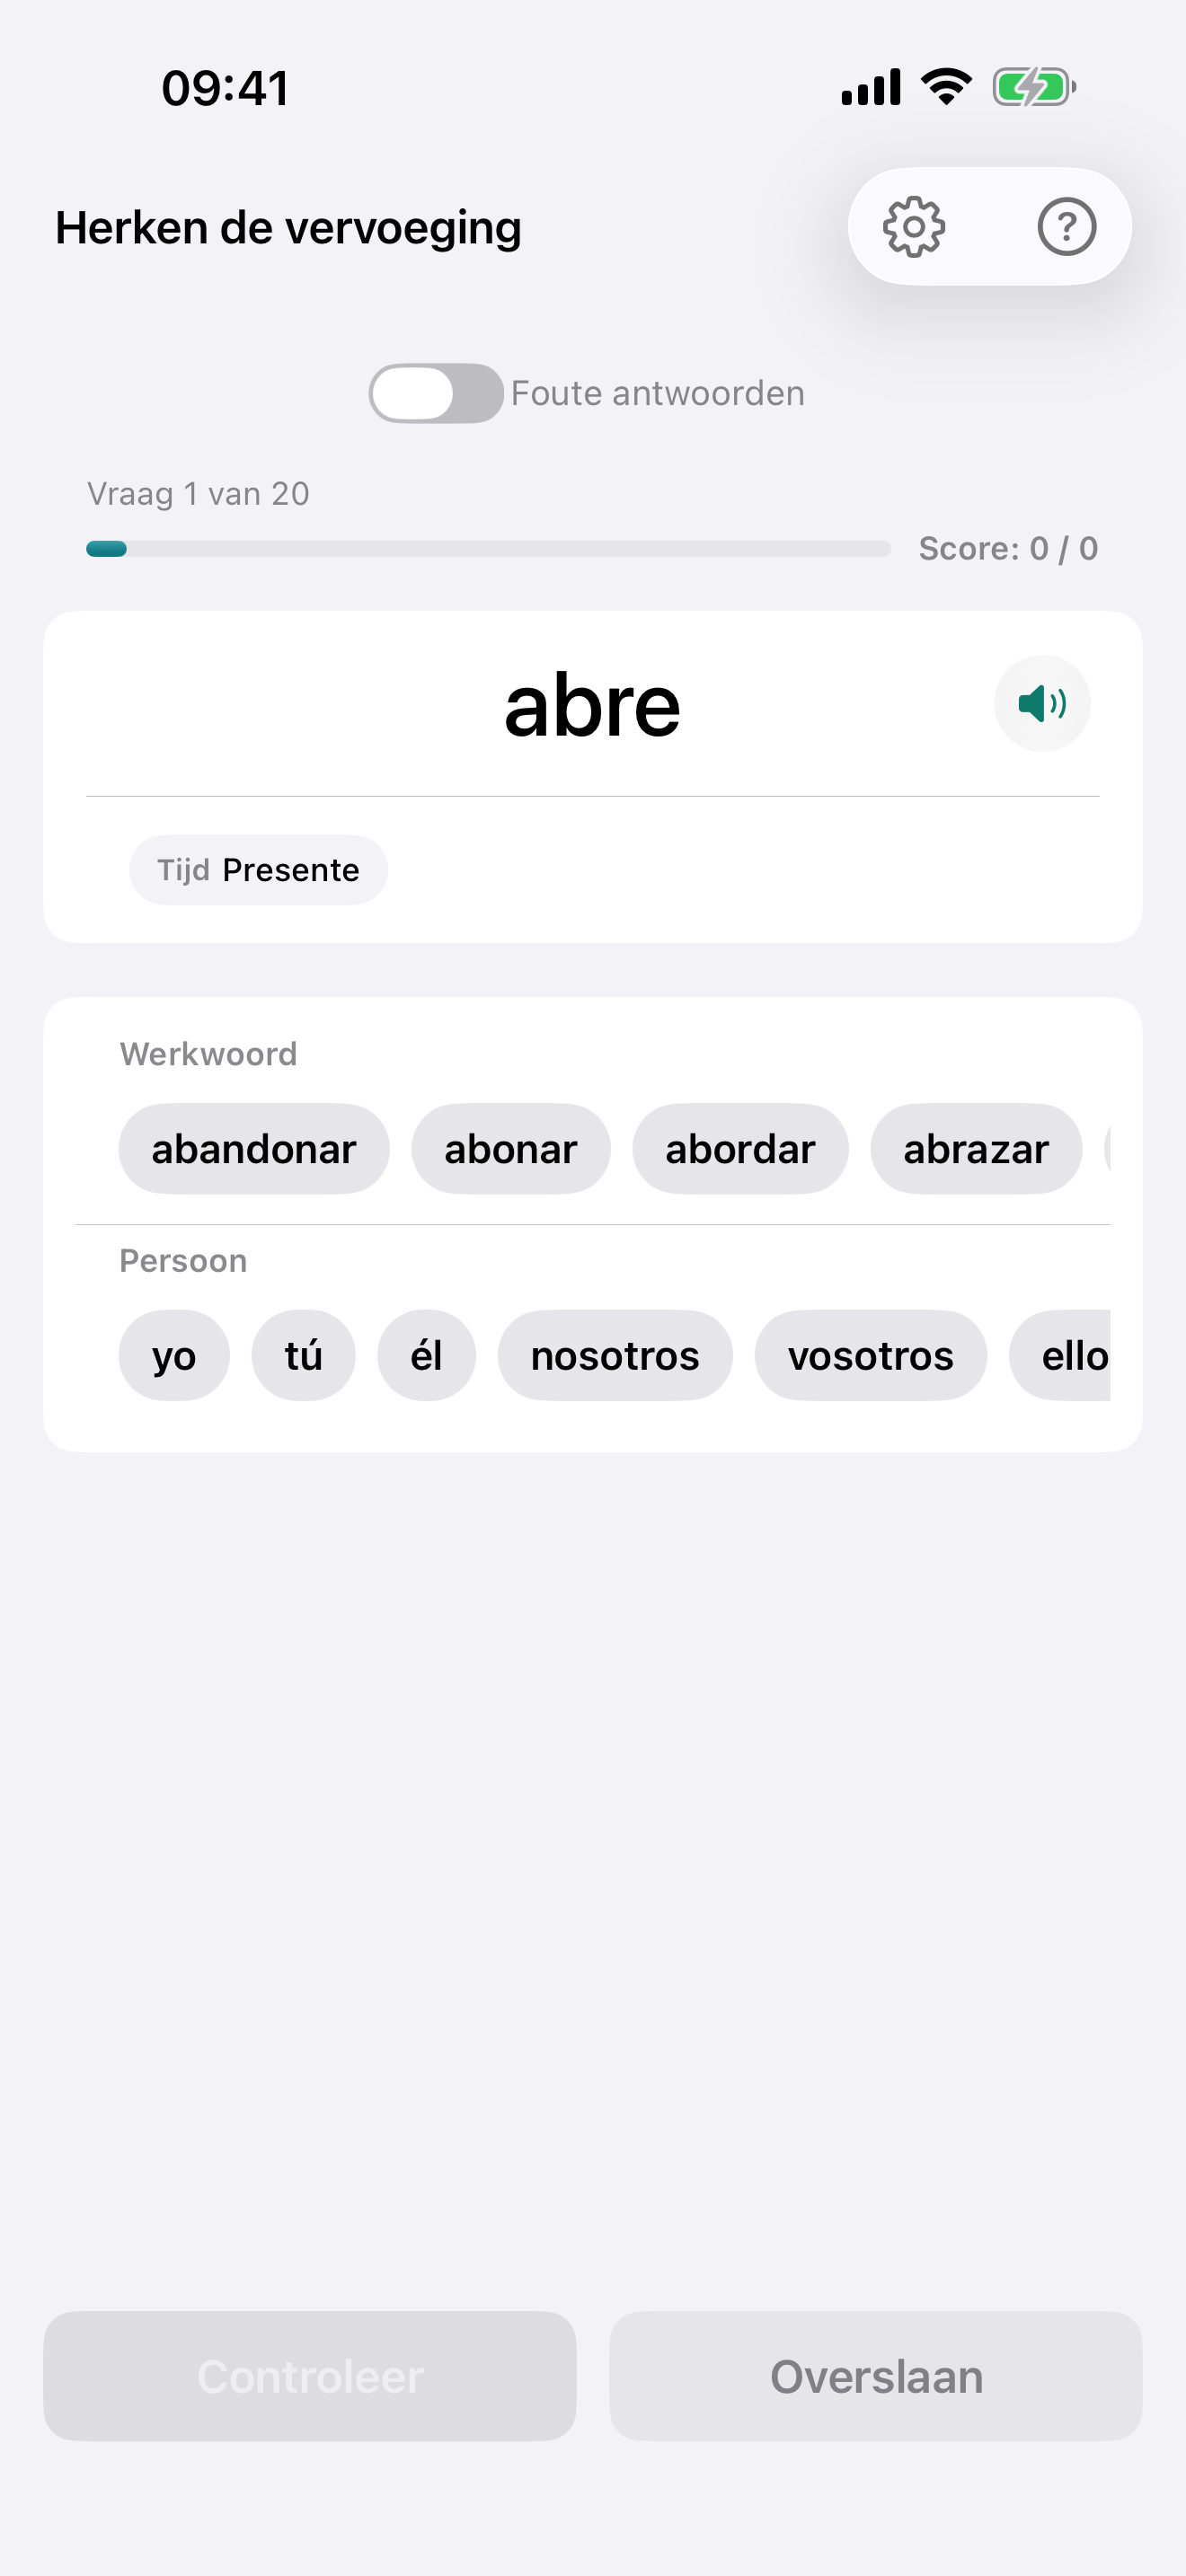 09:41
Herken de vervoeging
Foute antwoorden
Vraag 1 van 20
Score: 0 / 0
abre
Tijd Presente
Werkwoord
abandonar abonar abordar abrazar
Persoon
yo tú él nosotros vosotros ello
Controleer Overslaan